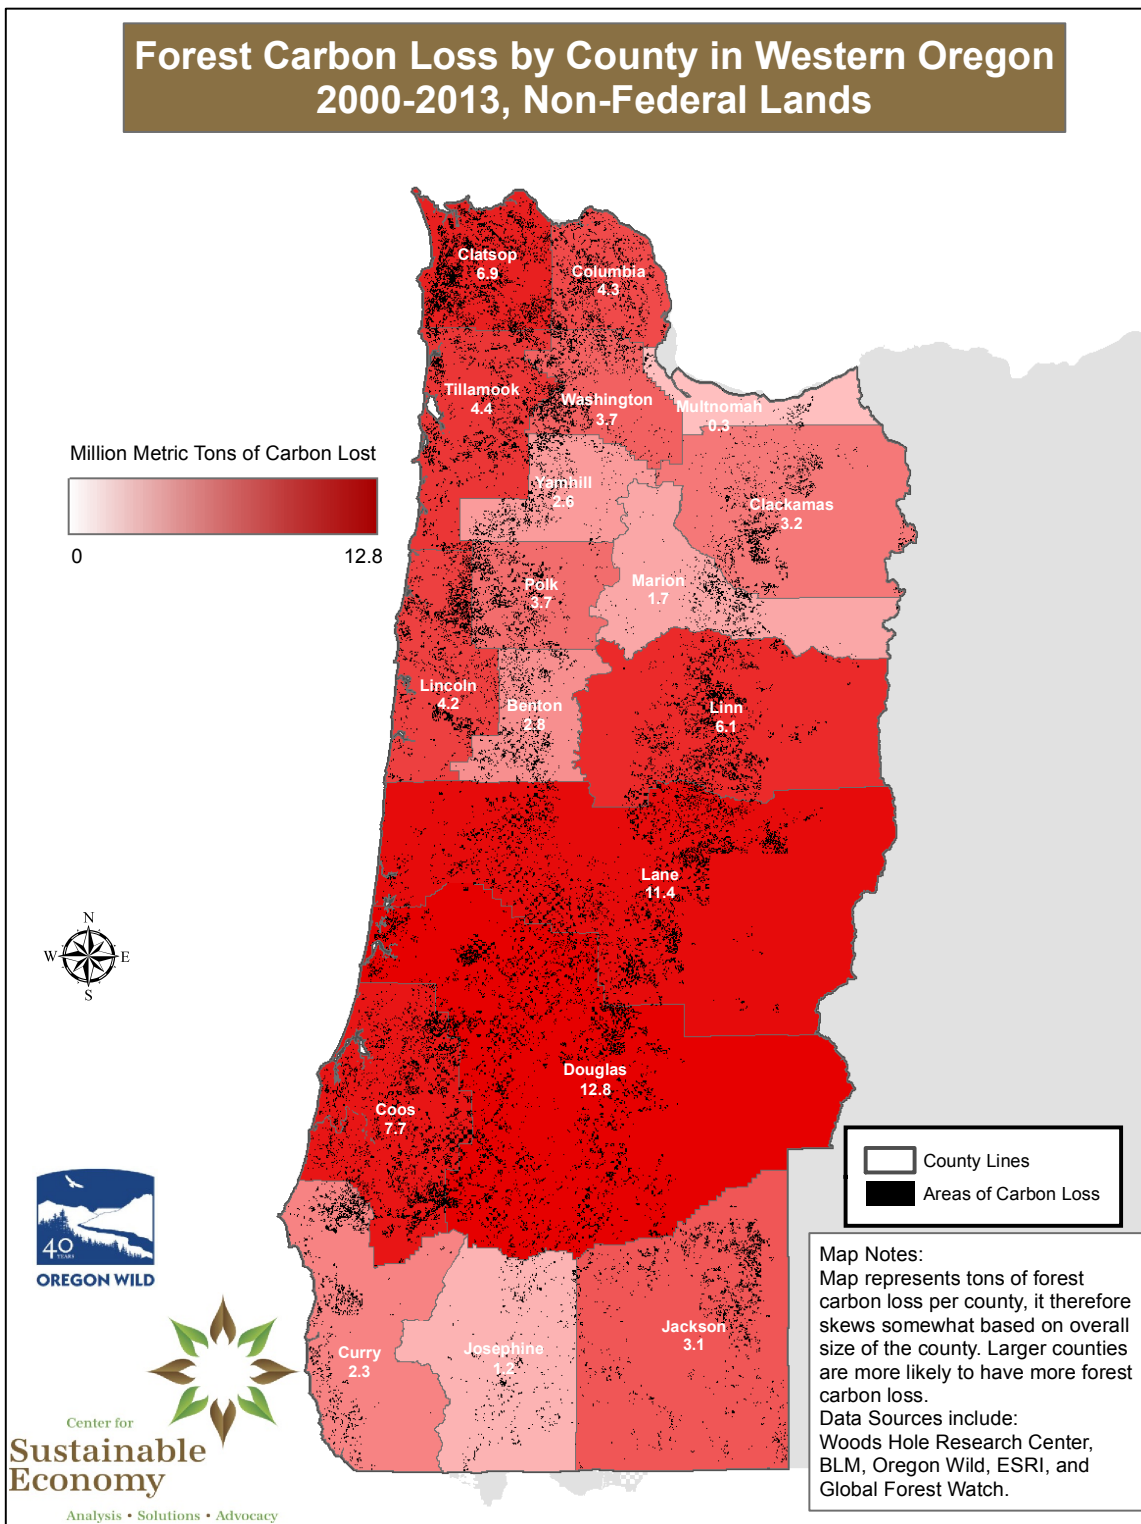 Forest Carbon Loss by County in Western Oregon
2000-2013, Non-Federal Lands
Clatsop
6.9
Columbia
4.3
Tillamook
4.4
Washington
3.7
Multnomah
0.3
Million Metric Tons of Carbon Lost
0
12.8
Yamhill
2.6
Clackamas
3.2
Polk
3.7
Marion
1.7
Lincoln
4.2
Benton
2.8
Linn
6.1
Lane
11.4
N
W
E
S
Douglas
12.8
Coos
7.7
County Lines
Areas of Carbon Loss
40
YEARS
OREGON WILD
Map Notes:
Map represents tons of forest
carbon loss per county, it therefore
skews somewhat based on overall
size of the county. Larger counties
are more likely to have more forest
carbon loss.
Data Sources include:
Woods Hole Research Center,
BLM, Oregon Wild, ESRI, and
Global Forest Watch.
Curry
2.3
Josephine
1.2
Jackson
3.1
Center for
Sustainable
Economy
Analysis • Solutions • Advocacy